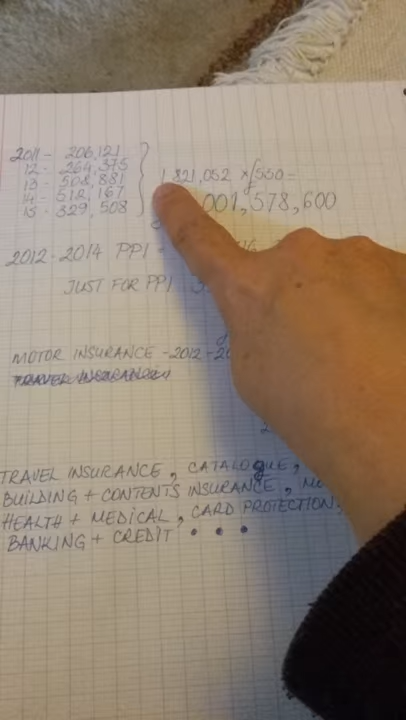 2011 - 206,121
12 - 264,375
13 - 508,881
14 - 512,167
15 - 329,508
1,821,052 × £550 =
001,578,600
2012 - 2014 PPI -
JUST FOR PPI
MOTOR INSURANCE - 2012 - 20
TRAVEL INSURANCE
TRAVEL INSURANCE, CATALOGUE,
BUILDING + CONTENTS INSURANCE,
HEALTH + MEDICAL, CARD PROTECTION,
BANKING + CREDIT • • •